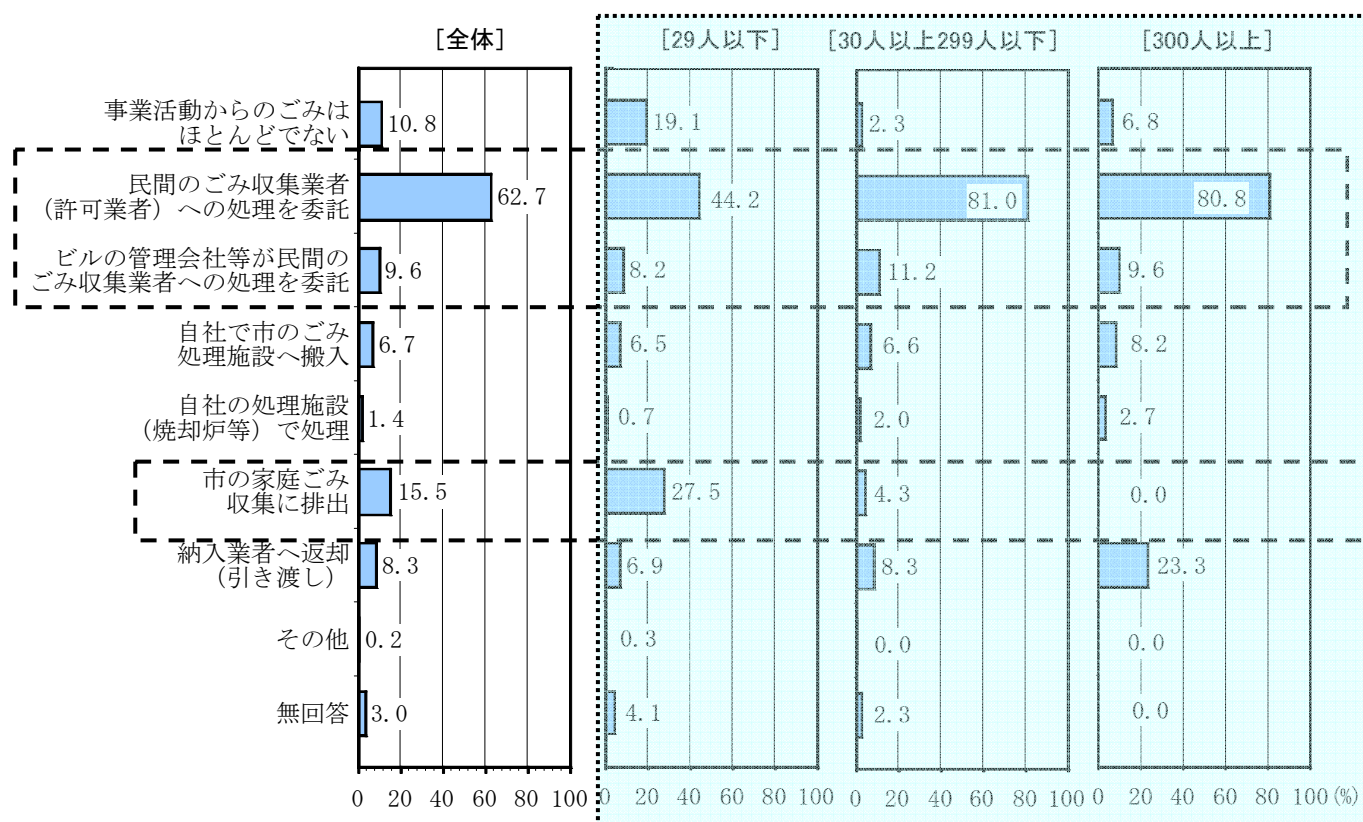 [全体] [29人以下] [30人以上299人以下] [300人以上]
事業活動からのごみは
ほとんどでない
10.8 19.1 2.3 6.8
民間のごみ収集業者
（許可業者）への処理を委託
62.7 44.2 81.0 80.8
ビルの管理会社等が民間の
ごみ収集業者への処理を委託
9.6 8.2 11.2 9.6
自社で市のごみ
処理施設へ搬入
6.7 6.5 6.6 8.2
自社の処理施設
（焼却炉等）で処理
1.4 0.7 2.0 2.7
市の家庭ごみ
収集に排出
15.5 27.5 4.3 0.0
納入業者へ返却
（引き渡し）
8.3 6.9 8.3 23.3
その他 0.2 0.3 0.0 0.0
無回答 3.0 4.1 2.3 0.0
0 20 40 60 80 100 0 20 40 60 80 100 0 20 40 60 80 100 0 20 40 60 80 100 (%)